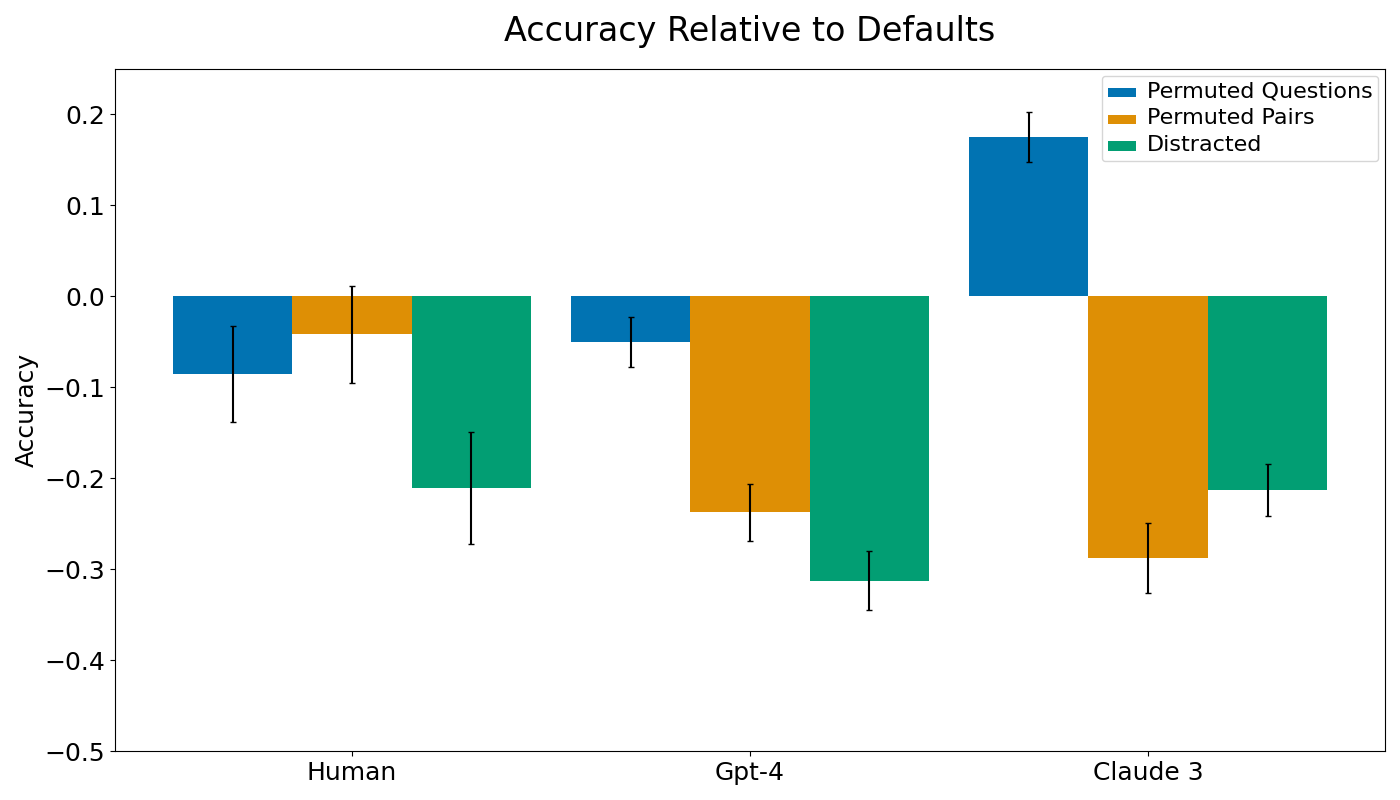 Accuracy Relative to Defaults
Permuted Questions
Permuted Pairs
Distracted
Accuracy
0.2
0.1
0.0
−0.1
−0.2
−0.3
−0.4
−0.5
Human
Gpt-4
Claude 3